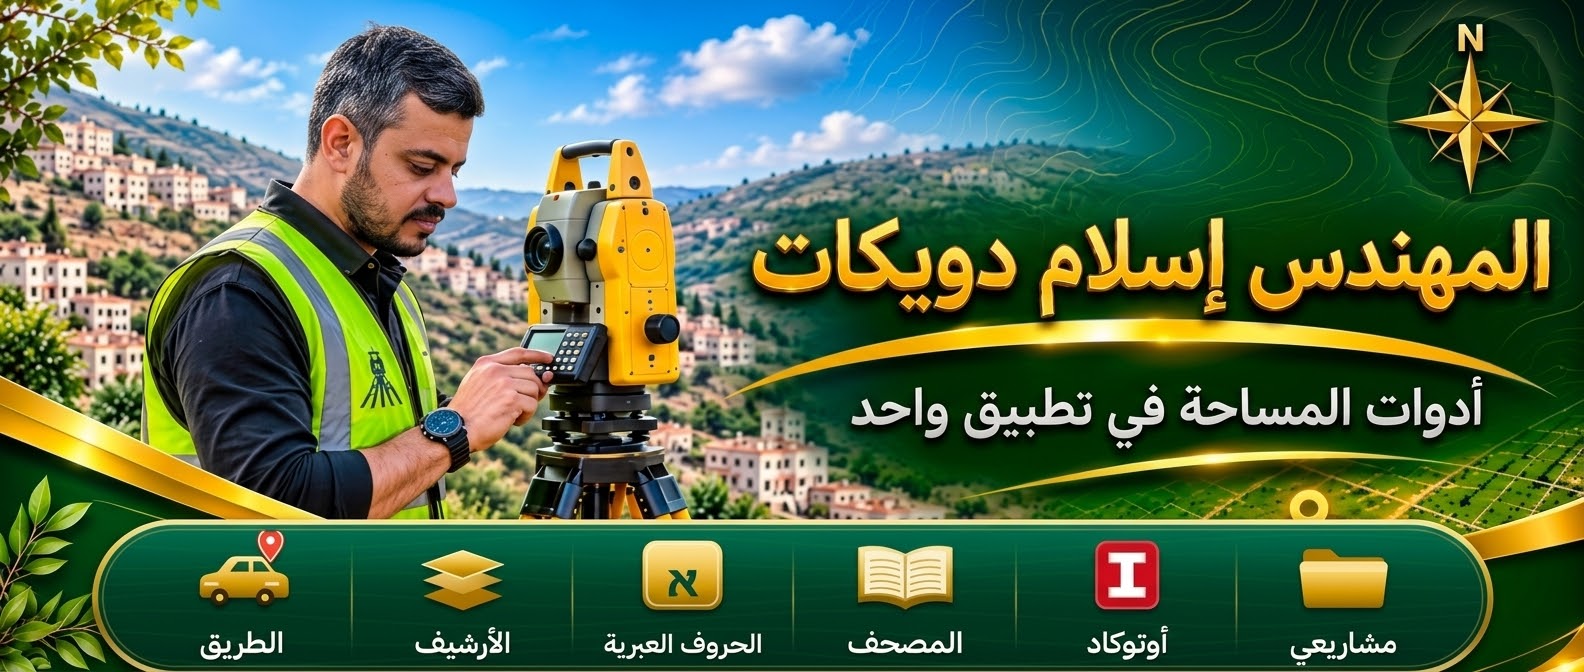 N
المهندس إسلام دويكات
أدوات المساحة في تطبيق واحد
א
I
مشاريعي
أوتوكاد
المصحف
الحروف العبرية
الأرشيف
الطريق